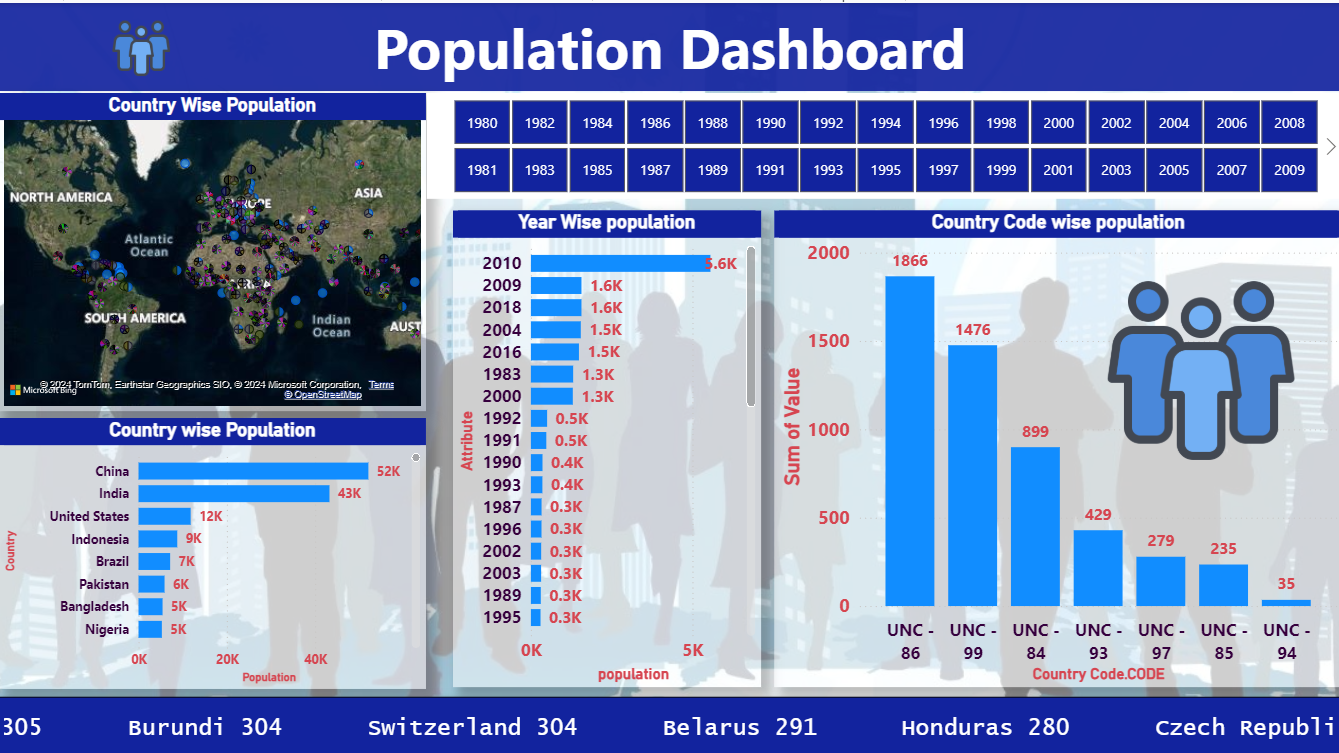 Population Dashboard
Country Wise Population
NORTH AMERICA
ASIA
Atlantic
Ocean
SOUTH AMERICA
Indian
Ocean
AUST
Microsoft Bing
© 2024 TomTom, Earthstar Geographics SIO, © 2024 Microsoft Corporation, Terms
© OpenStreetMap
1980 1982 1984 1986 1988 1990 1992 1994 1996 1998 2000 2002 2004 2006 2008
1981 1983 1985 1987 1989 1991 1993 1995 1997 1999 2001 2003 2005 2007 2009
Country wise Population
Country
China 52K
India 43K
United States 12K
Indonesia 9K
Brazil 7K
Pakistan 6K
Bangladesh 5K
Nigeria 5K
0K 20K 40K
Population
Year Wise population
Attribute
2010 5.6K
2009 1.6K
2018 1.6K
2004 1.5K
2016 1.5K
1983 1.3K
2000 1.3K
1992 0.5K
1991 0.5K
1990 0.4K
1993 0.4K
1987 0.3K
1996 0.3K
2002 0.3K
2003 0.3K
1989 0.3K
1995 0.3K
0K 5K
population
Country Code wise population
Sum of Value
2000
1500
1000
500
0
1866
1476
899
429
279
235
35
UNC - UNC - UNC - UNC - UNC - UNC - UNC -
86 99 84 93 97 85 94
Country Code.CODE
305 Burundi 304 Switzerland 304 Belarus 291 Honduras 280 Czech Republi